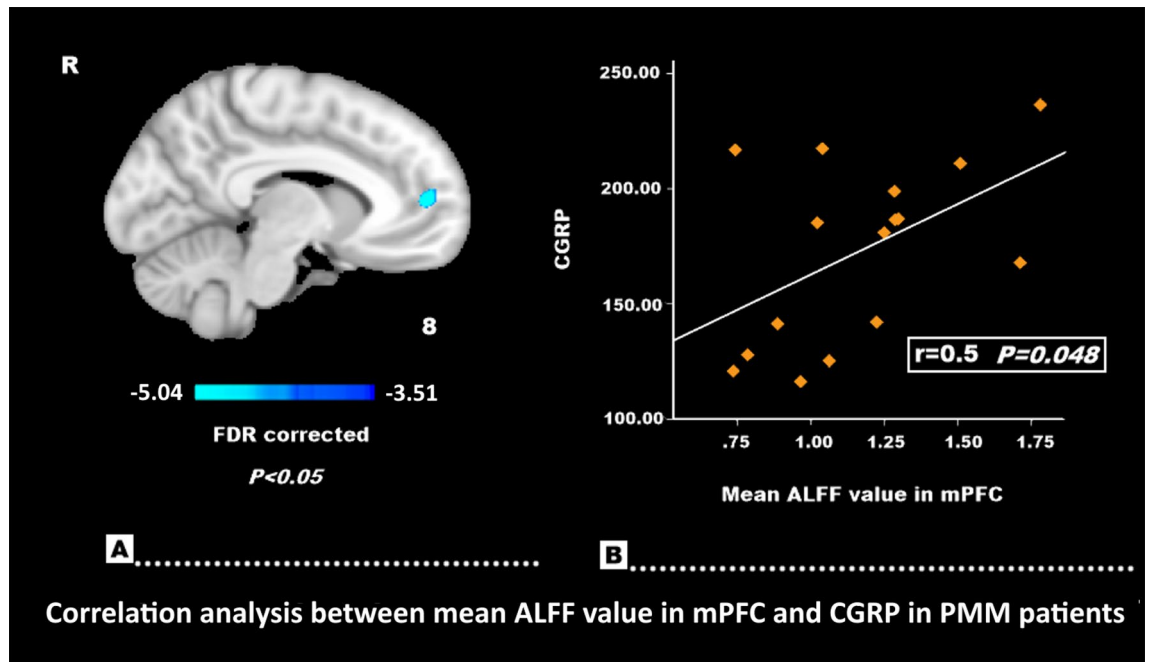 R
8
-5.04 -3.51
FDR corrected
P<0.05
A
250.00
200.00
150.00
100.00
CGRP
r=0.5 P=0.048
.75 1.00 1.25 1.50 1.75
Mean ALFF value in mPFC
B
Correlation analysis between mean ALFF value in mPFC and CGRP in PMM patients